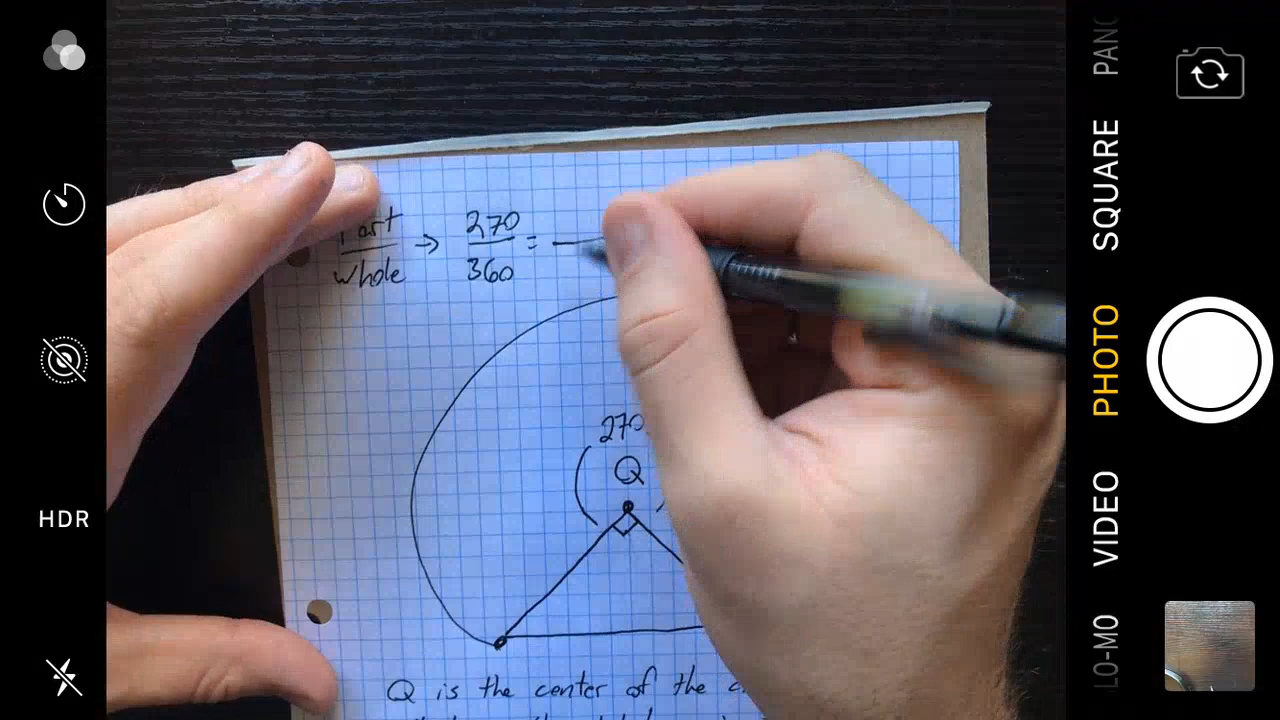 Part → 270 =
whole 360
270
Q
Q is the center of the
HDR
PANO
SQUARE
PHOTO
VIDEO
LO-MO